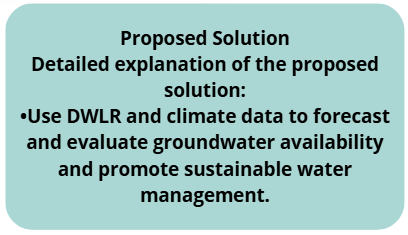 Proposed Solution
Detailed explanation of the proposed
solution:
•Use DWLR and climate data to forecast
and evaluate groundwater availability
and promote sustainable water
management.